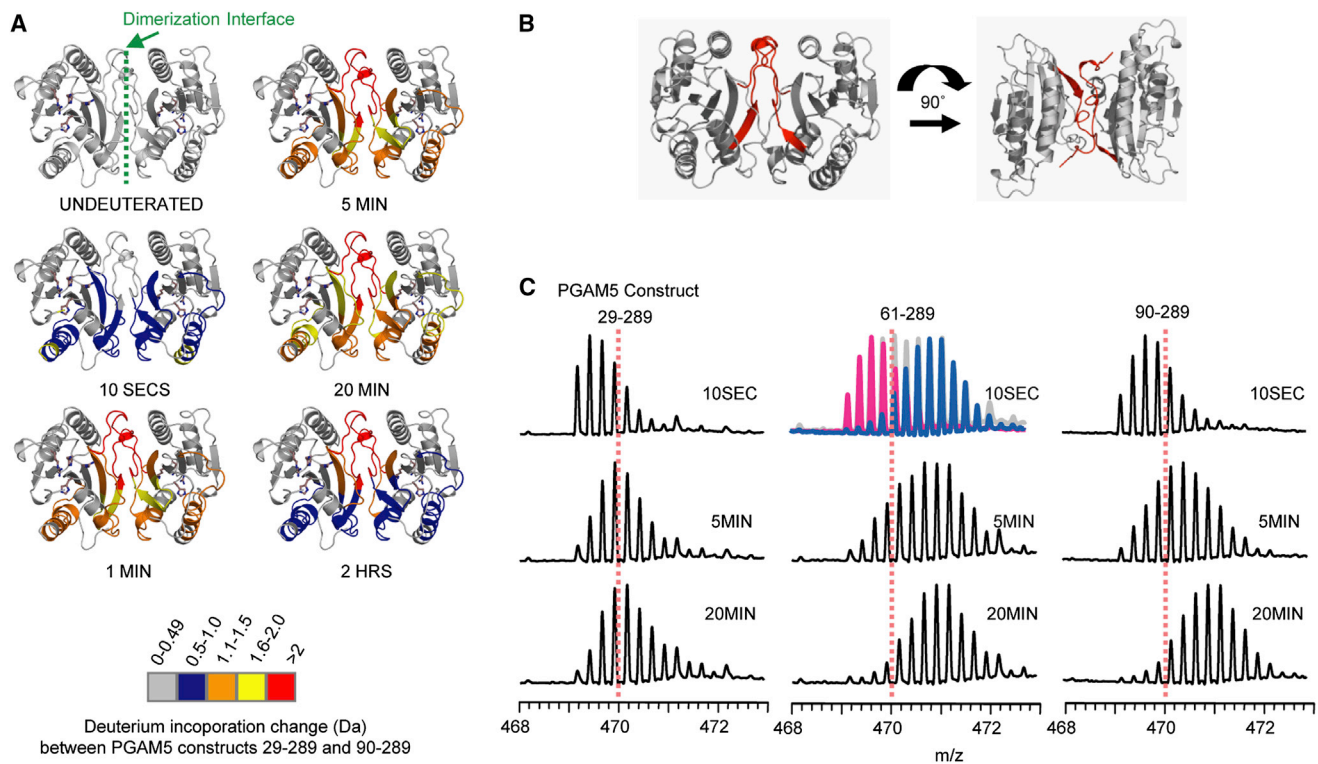 A
Dimerization Interface
UNDEUTERATED
5 MIN
10 SECS
20 MIN
1 MIN
2 HRS
0-0.49
0.5-1.0
1.1-1.5
1.6-2.0
>2
Deuterium incoporation change (Da)
between PGAM5 constructs 29-289 and 90-289
B
90°
C
PGAM5 Construct
29-289
61-289
90-289
10SEC
10SEC
10SEC
5MIN
5MIN
5MIN
20MIN
20MIN
20MIN
468 470 472
468 470 472
468 470 472
m/z